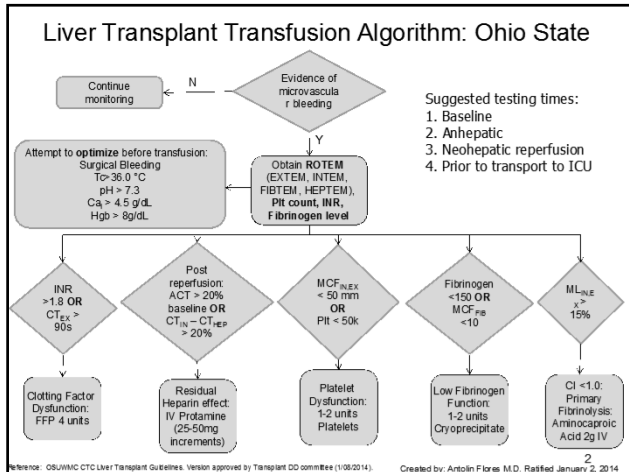 Liver Transplant Transfusion Algorithm: Ohio State
Continue
monitoring
N
Evidence of
microvascula
r bleeding
Suggested testing times:
1. Baseline
2. Anhepatic
3. Neohepatic reperfusion
4. Prior to transport to ICU
Y
Attempt to optimize before transfusion:
Surgical Bleeding
Tc> 36.0 °C
pH > 7.3
Cai > 4.5 g/dL
Hgb > 8g/dL
Obtain ROTEM
(EXTEM, INTEM,
FIBTEM, HEPTEM),
Plt count, INR,
Fibrinogen level
INR
>1.8 OR
CTEX >
90s
Post
reperfusion:
ACT > 20%
baseline OR
CTIN – CTHEP
> 20%
MCFIN,EX
< 50 mm
OR
Plt < 50k
Fibrinogen
<150 OR
MCFFIB
<10
MLIN,E
X >
15%
Clotting Factor
Dysfunction:
FFP 4 units
Residual
Heparin effect:
IV Protamine
(25-50mg
increments)
Platelet
Dysfunction:
1-2 units
Platelets
Low Fibrinogen
Function:
1-2 units
Cryoprecipitate
CI <1.0:
Primary
Fibrinolysis:
Aminocaproic
Acid 2g IV
2
Reference: OSUWMC CTC Liver Transplant Guidelines. Version approved by Transplant DD committee (1/08/2014).
Created by: Antolin Flores M.D. Ratified January 2, 2014